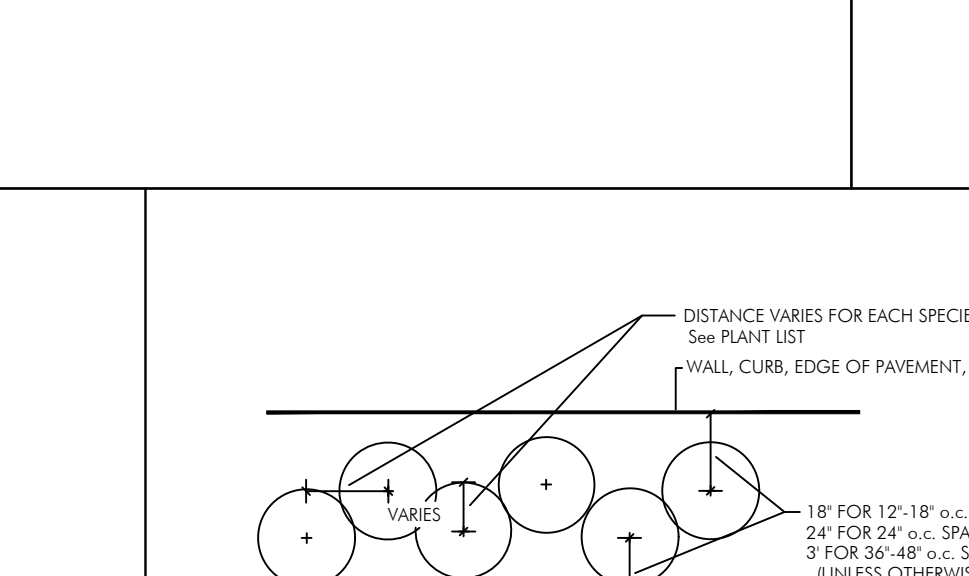 DISTANCE VARIES FOR EACH SPECIE
See PLANT LIST
WALL, CURB, EDGE OF PAVEMENT,
VARIES
18" FOR 12"-18" o.c.
24" FOR 24" o.c. SPA
3' FOR 36"-48" o.c. S
(UNLESS OTHERWIS